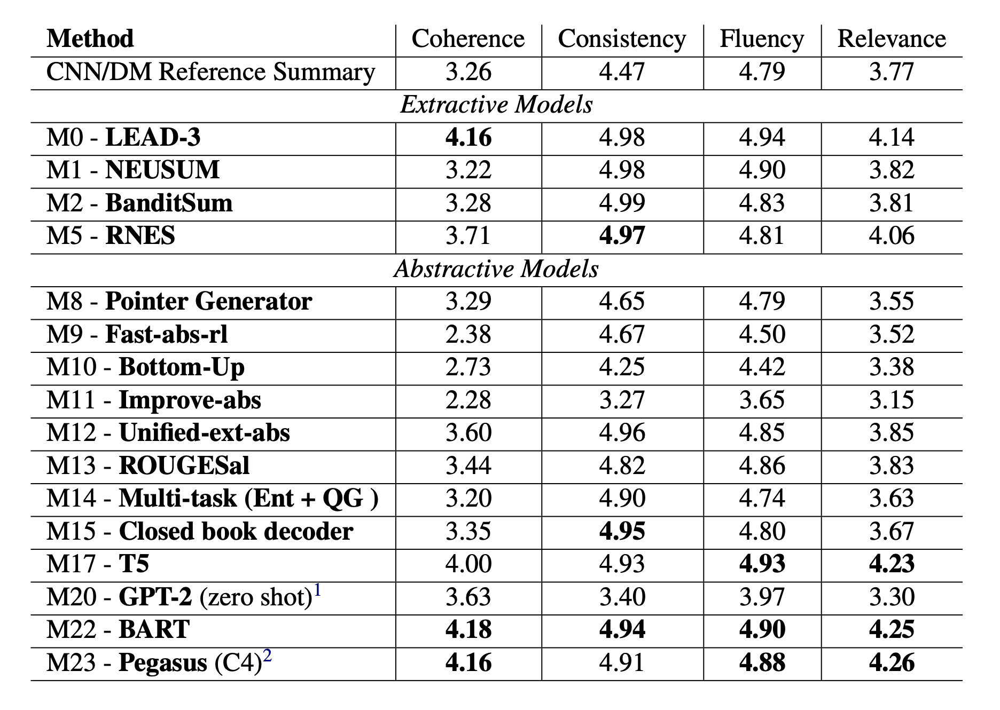 Method Coherence Consistency Fluency Relevance
CNN/DM Reference Summary 3.26 4.47 4.79 3.77
Extractive Models
M0 - LEAD-3 4.16 4.98 4.94 4.14
M1 - NEUSUM 3.22 4.98 4.90 3.82
M2 - BanditSum 3.28 4.99 4.83 3.81
M5 - RNES 3.71 4.97 4.81 4.06
Abstractive Models
M8 - Pointer Generator 3.29 4.65 4.79 3.55
M9 - Fast-abs-rl 2.38 4.67 4.50 3.52
M10 - Bottom-Up 2.73 4.25 4.42 3.38
M11 - Improve-abs 2.28 3.27 3.65 3.15
M12 - Unified-ext-abs 3.60 4.96 4.85 3.85
M13 - ROUGESal 3.44 4.82 4.86 3.83
M14 - Multi-task (Ent + QG ) 3.20 4.90 4.74 3.63
M15 - Closed book decoder 3.35 4.95 4.80 3.67
M17 - T5 4.00 4.93 4.93 4.23
M20 - GPT-2 (zero shot)1 3.63 3.40 3.97 3.30
M22 - BART 4.18 4.94 4.90 4.25
M23 - Pegasus (C4)2 4.16 4.91 4.88 4.26